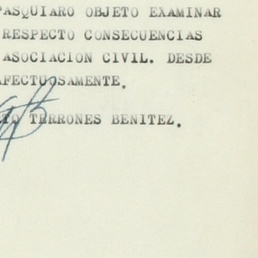 PASQUIARO OBJETO EXAMINAR
RESPECTO CONSECUENCIAS
ASOCIACION CIVIL. DESDE
AFECTUOSAMENTE.
TERRONES BENITEZ.